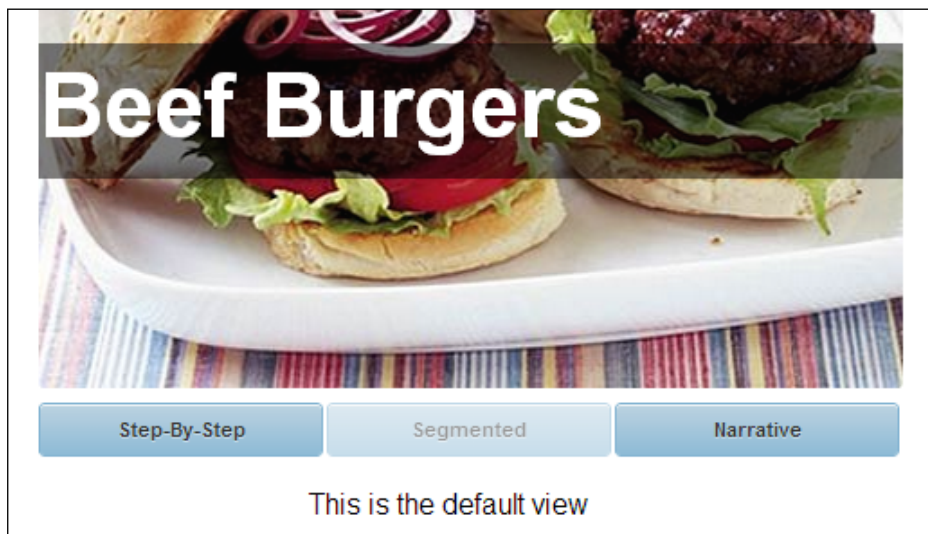 Beef Burgers
Step-By-Step Segmented Narrative
This is the default view